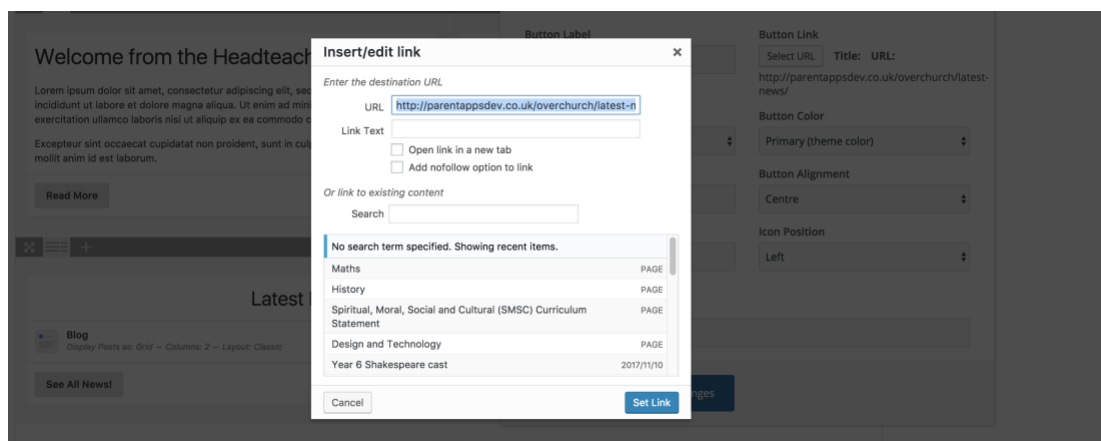 Welcome from the Headteach
Lorem ipsum dolor sit amet, consectetur adipiscing elit, sed
incididunt ut labore et dolore magna aliqua. Ut enim ad mini
exercitation ullamco laboris nisi ut aliquip ex ea commodo c
Excepteur sint occaecat cupidatat non proident, sunt in culp
mollit anim id est laborum.
Read More
Latest
Blog
Display Posts as: Grid – Columns: 2 – Layout: Classic
See All News!
Insert/edit link
Enter the destination URL
URL http://parentappsdev.co.uk/overchurch/latest-n
Link Text
Open link in a new tab
Add nofollow option to link
Or link to existing content
Search
No search term specified. Showing recent items.
Maths PAGE
History PAGE
Spiritual, Moral, Social and Cultural (SMSC) Curriculum PAGE
Statement
Design and Technology PAGE
Year 6 Shakespeare cast 2017/11/10
Cancel
Set Link
Button Label
Button Link
Select URL Title: URL:
http://parentappsdev.co.uk/overchurch/latest-
news/
Button Color
Primary (theme color)
Button Alignment
Centre
Icon Position
Left
nges